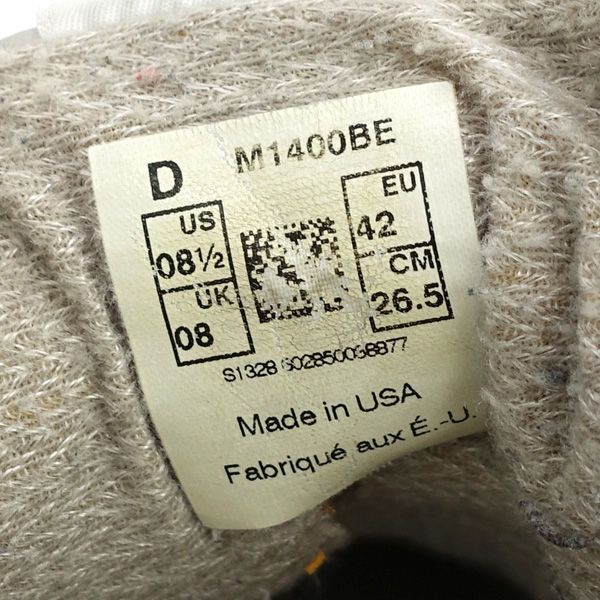 D M1400BE
US
08½
UK
08
EU
42
CM
26.5
Made in USA
Fabriqué aux É.-U.